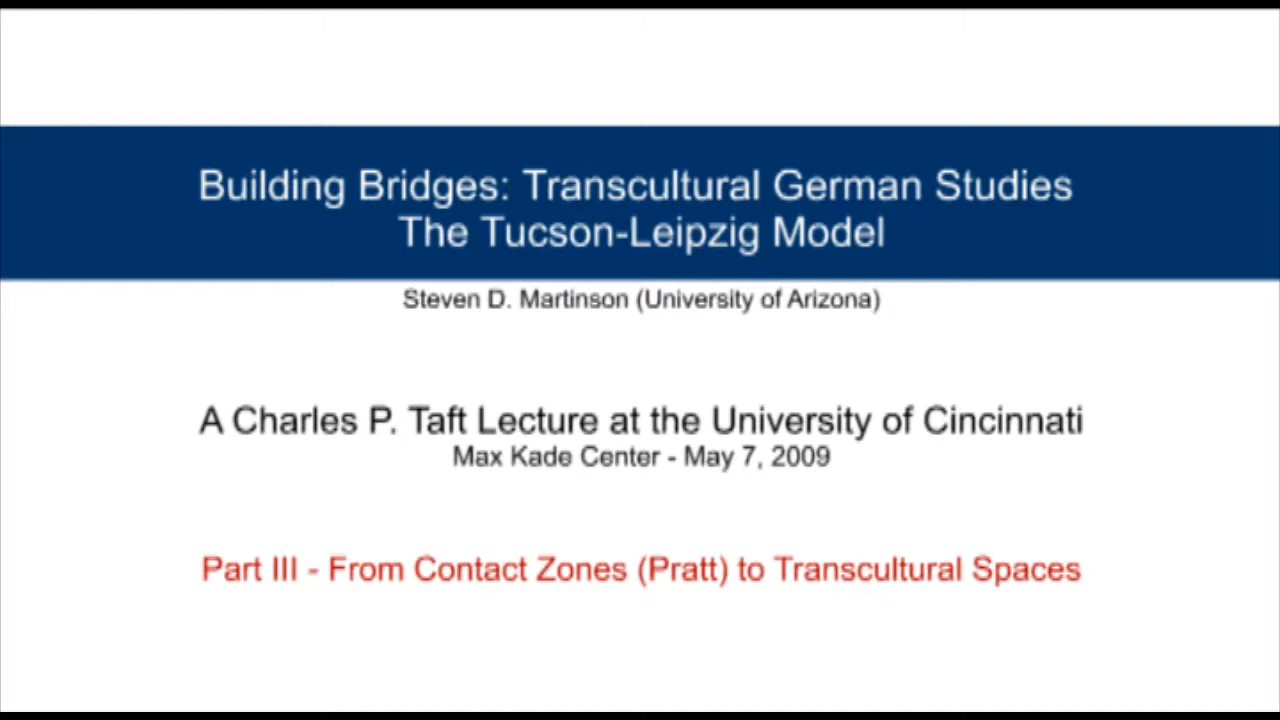 Building Bridges: Transcultural German Studies
The Tucson-Leipzig Model
Steven D. Martinson (University of Arizona)
A Charles P. Taft Lecture at the University of Cincinnati
Max Kade Center - May 7, 2009
Part III - From Contact Zones (Pratt) to Transcultural Spaces